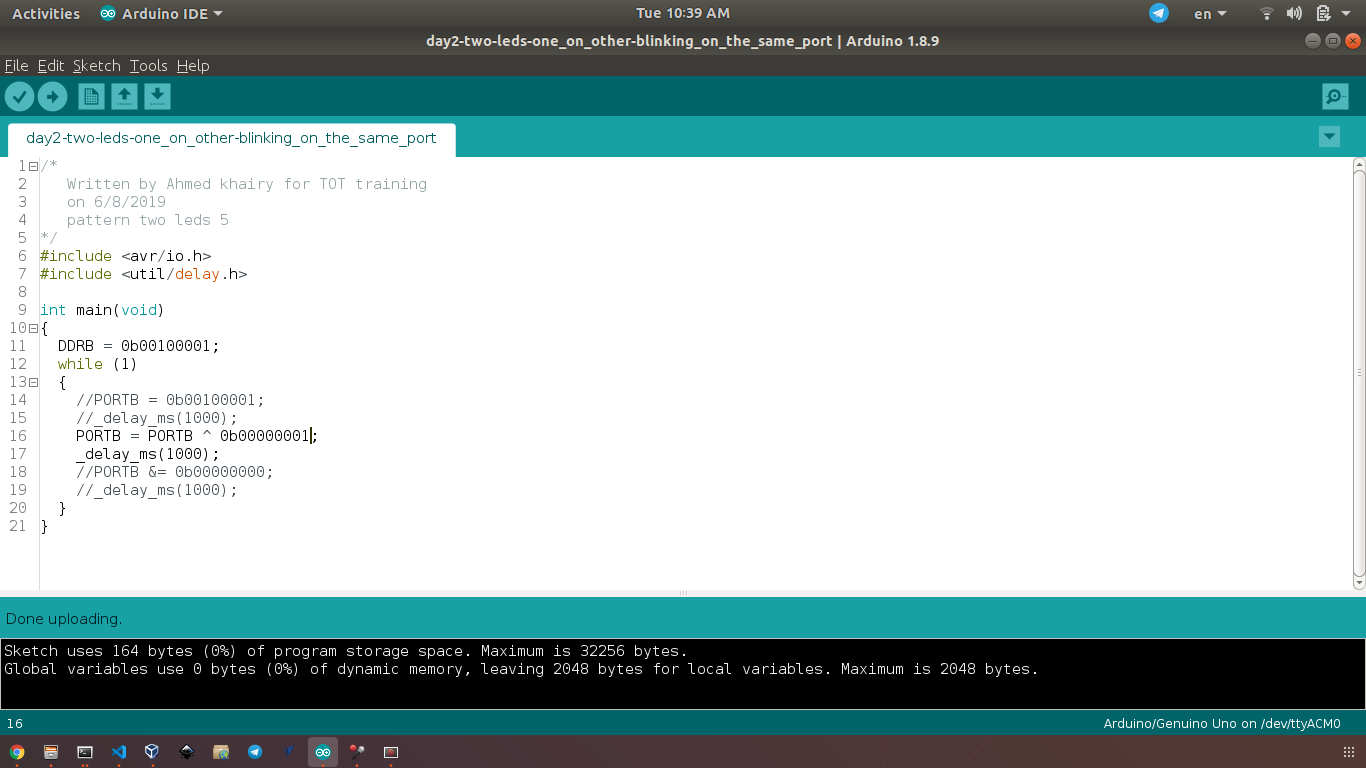 Activities Arduino IDE Tue 10:39 AM en
day2-two-leds-one_on_other-blinking_on_the_same_port | Arduino 1.8.9
File Edit Sketch Tools Help
day2-two-leds-one_on_other-blinking_on_the_same_port
1 /*
2 Written by Ahmed khairy for TOT training
3 on 6/8/2019
4 pattern two leds 5
5 */
6 #include <avr/io.h>
7 #include <util/delay.h>
8
9 int main(void)
10 {
11 DDRB = 0b00100001;
12 while (1)
13 {
14 //PORTB = 0b00100001;
15 //_delay_ms(1000);
16 PORTB = PORTB ^ 0b00000001;
17 _delay_ms(1000);
18 //PORTB &= 0b00000000;
19 //_delay_ms(1000);
20 }
21 }
Done uploading.
Sketch uses 164 bytes (0%) of program storage space. Maximum is 32256 bytes.
Global variables use 0 bytes (0%) of dynamic memory, leaving 2048 bytes for local variables. Maximum is 2048 bytes.
16 Arduino/Genuino Uno on /dev/ttyACM0